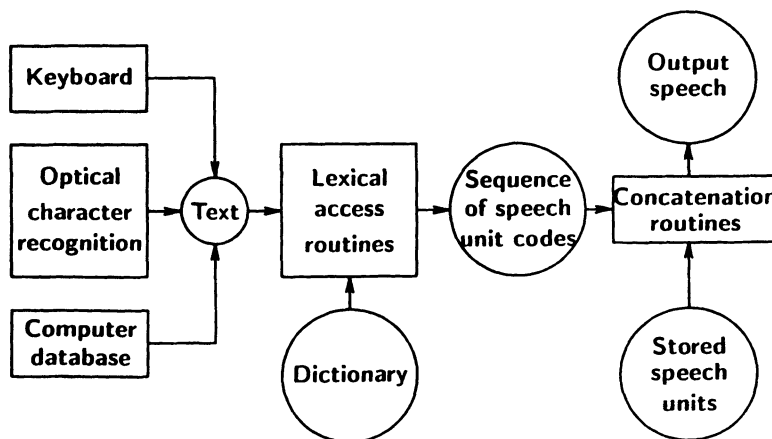 Keyboard
Optical
character
recognition
Computer
database
Text
Lexical
access
routines
Dictionary
Sequence
of speech
unit codes
Output
speech
Concatenation
routines
Stored
speech
units